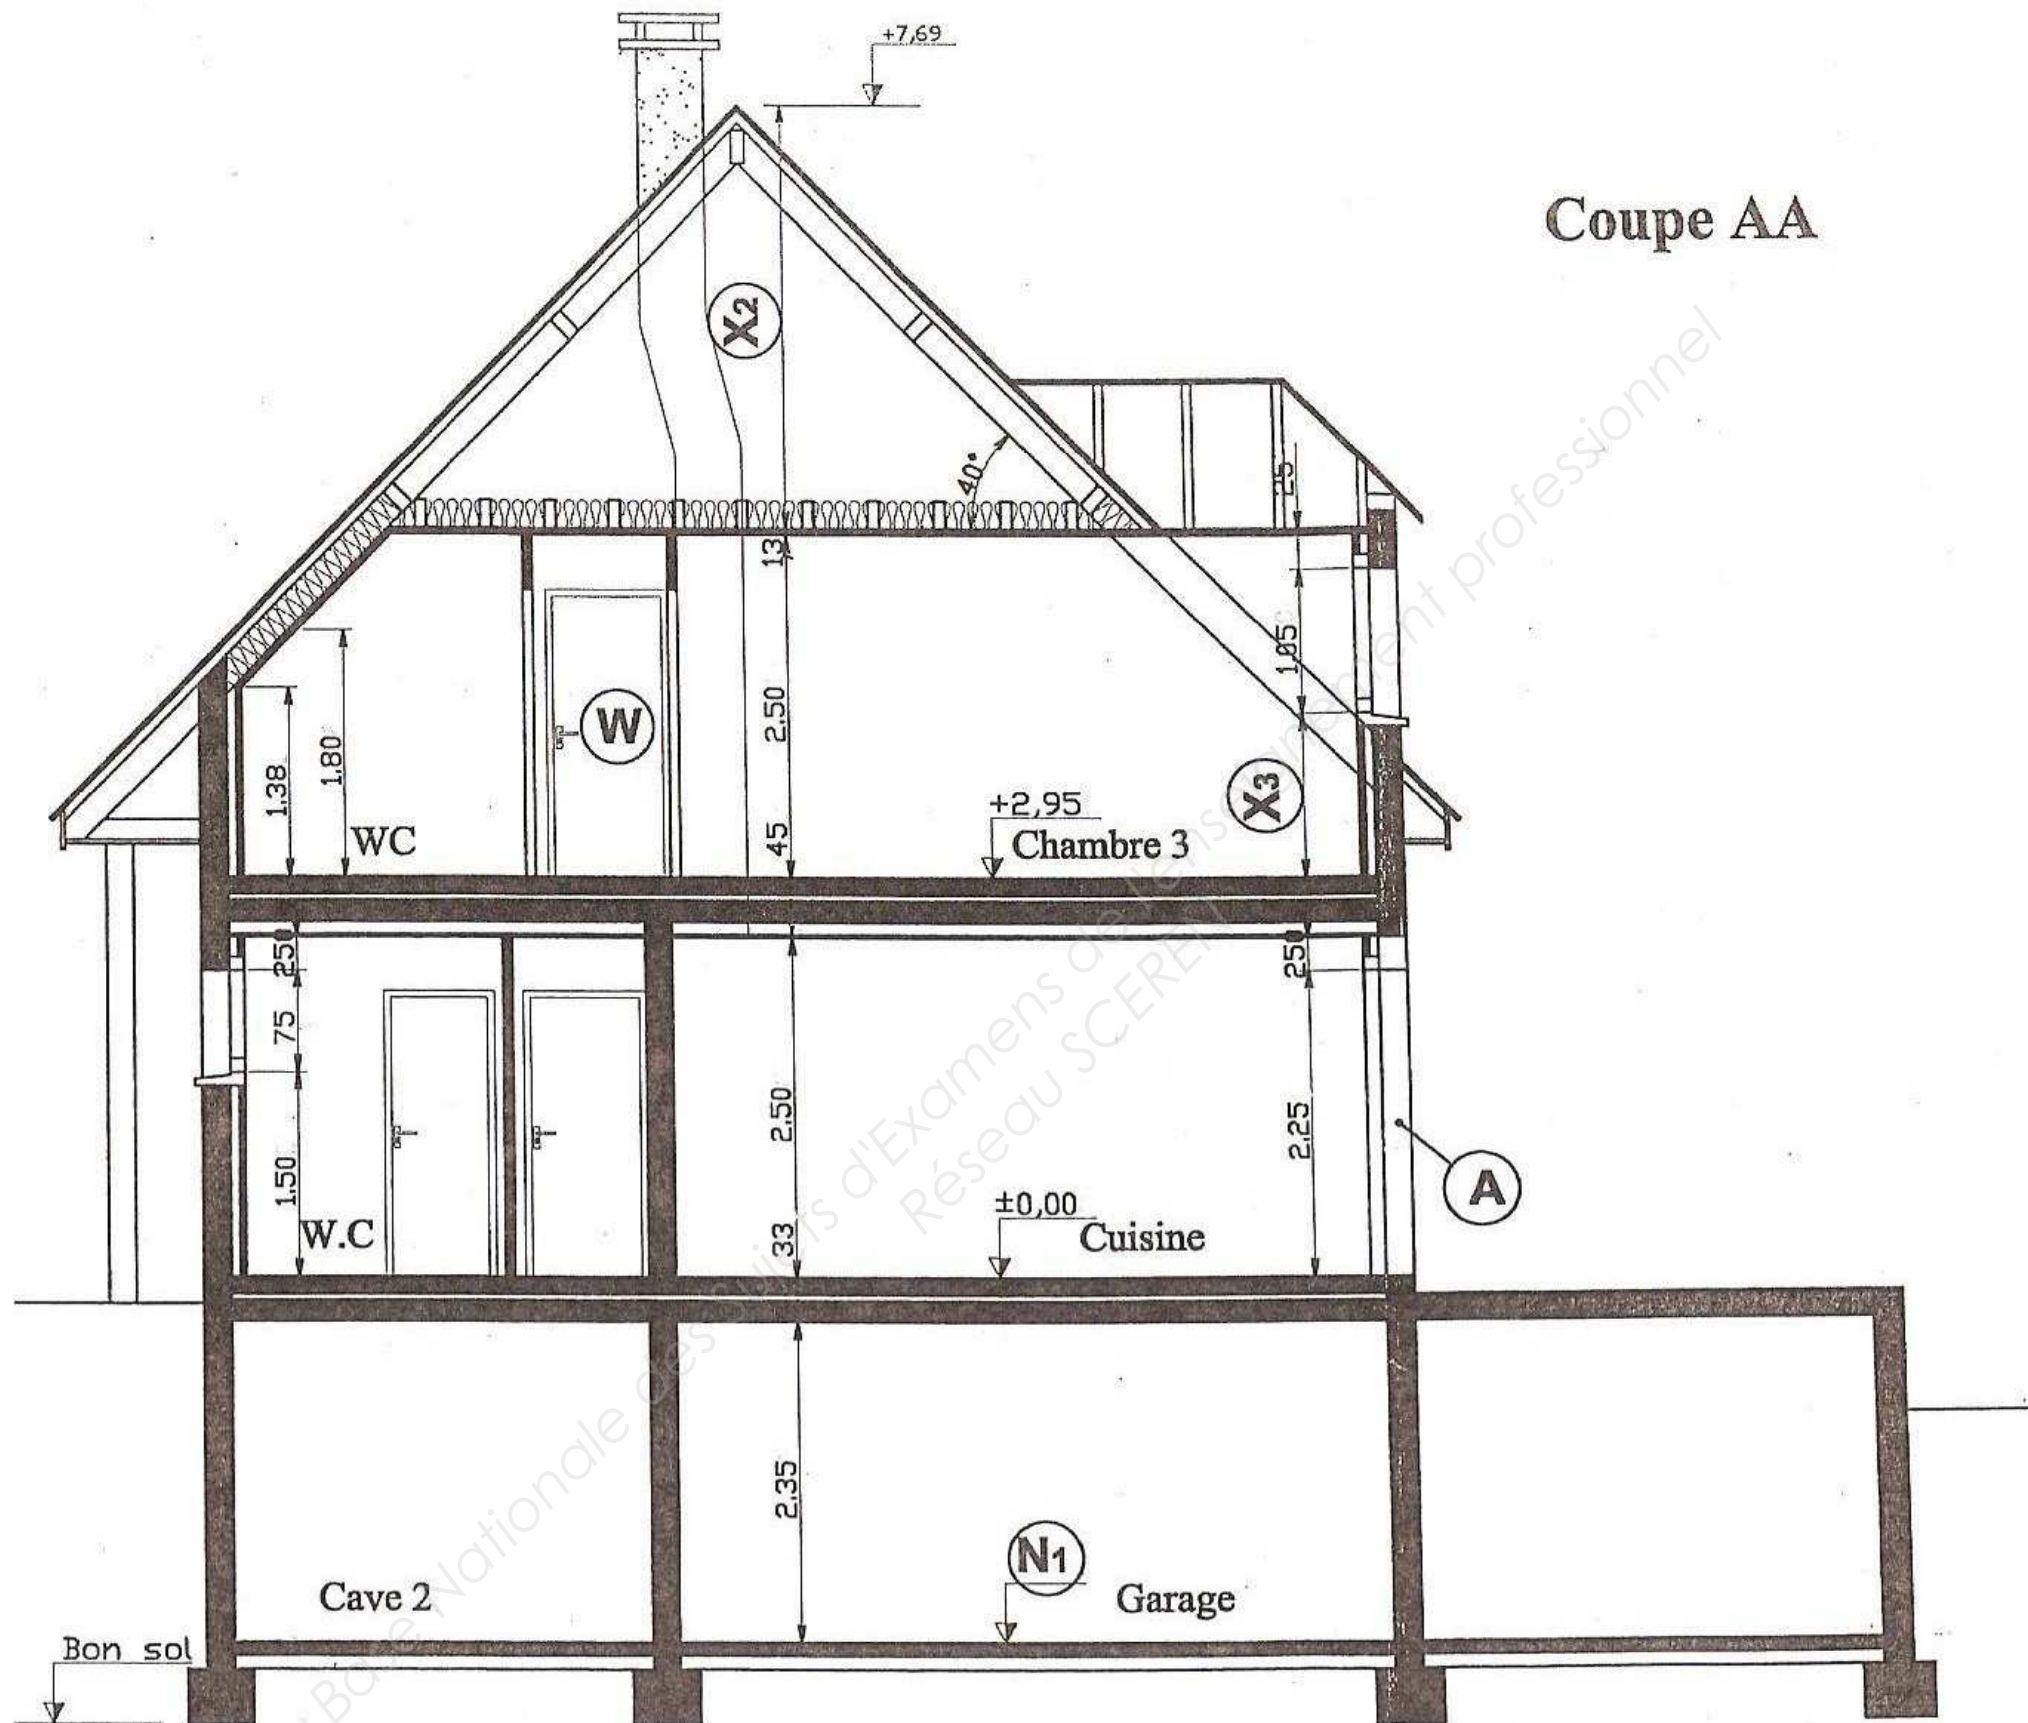 +7,69
Coupe AA
X2
40°
25
13
1,05
2,50
W
1,80
1,38
X3
+2,95
45
WC
Chambre 3
25
25
75
2,50
2,25
1,50
A
±0,00
33
W.C
Cuisine
2,35
N1
Cave 2
Garage
Bon sol
Base Nationale des Sujets d'Examens de l'enseignement professionnel
Réseau SCEREN